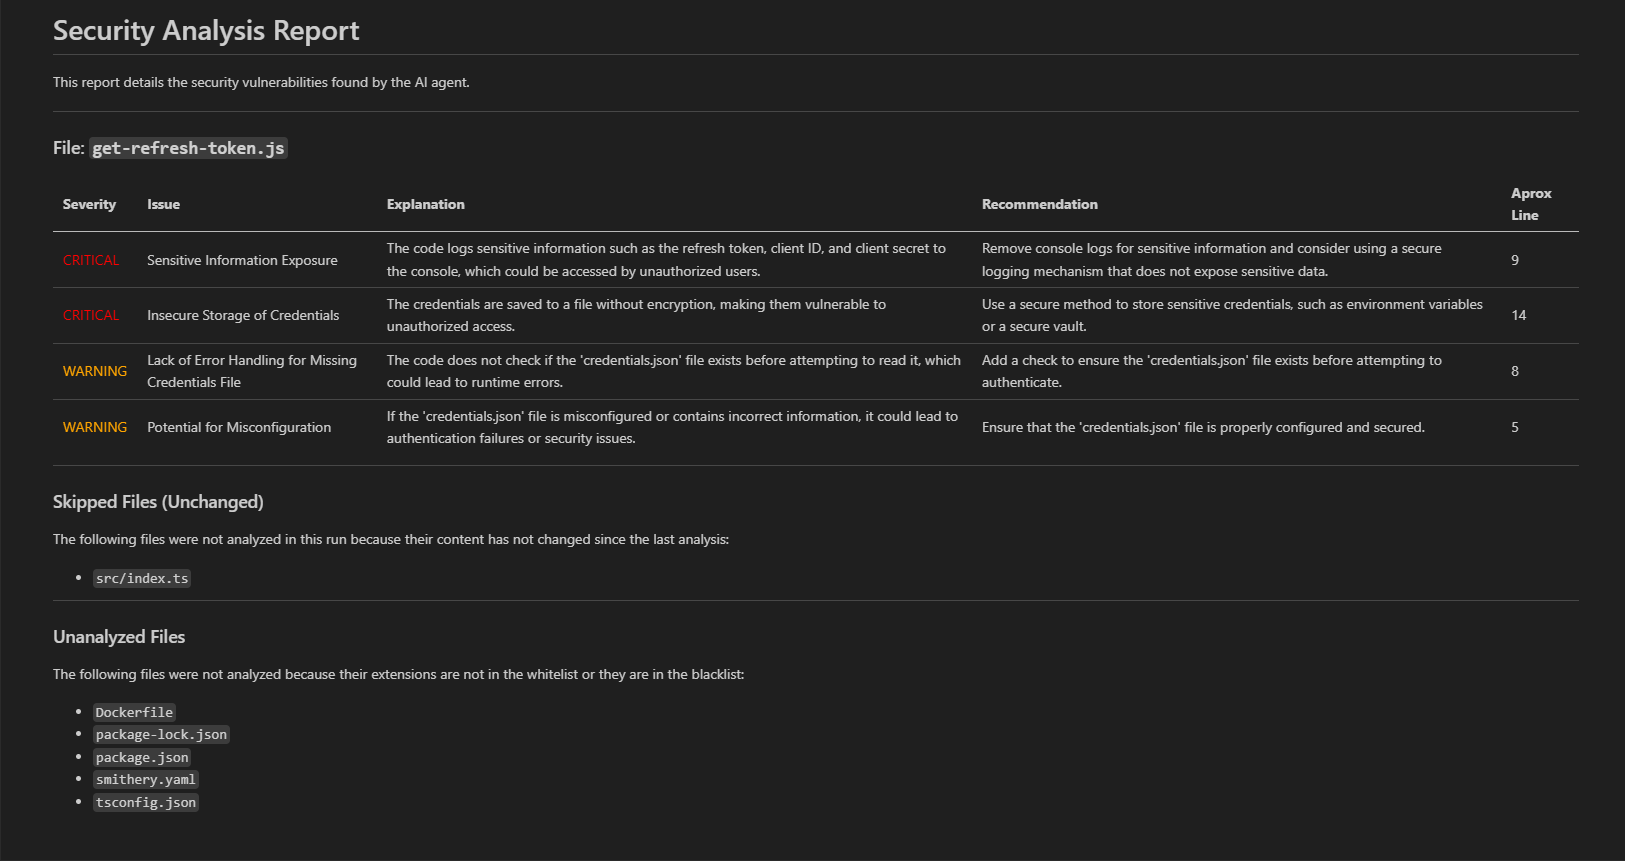 Security Analysis Report
This report details the security vulnerabilities found by the AI agent.
File: get-refresh-token.js
Severity Issue Explanation Recommendation Aprox Line
CRITICAL Sensitive Information Exposure The code logs sensitive information such as the refresh token, client ID, and client secret to the console, which could be accessed by unauthorized users. Remove console logs for sensitive information and consider using a secure logging mechanism that does not expose sensitive data. 9
CRITICAL Insecure Storage of Credentials The credentials are saved to a file without encryption, making them vulnerable to unauthorized access. Use a secure method to store sensitive credentials, such as environment variables or a secure vault. 14
WARNING Lack of Error Handling for Missing Credentials File The code does not check if the 'credentials.json' file exists before attempting to read it, which could lead to runtime errors. Add a check to ensure the 'credentials.json' file exists before attempting to authenticate. 8
WARNING Potential for Misconfiguration If the 'credentials.json' file is misconfigured or contains incorrect information, it could lead to authentication failures or security issues. Ensure that the 'credentials.json' file is properly configured and secured. 5
Skipped Files (Unchanged)
The following files were not analyzed in this run because their content has not changed since the last analysis:
• src/index.ts
Unanalyzed Files
The following files were not analyzed because their extensions are not in the whitelist or they are in the blacklist:
• Dockerfile
• package-lock.json
• package.json
• smithery.yaml
• tsconfig.json